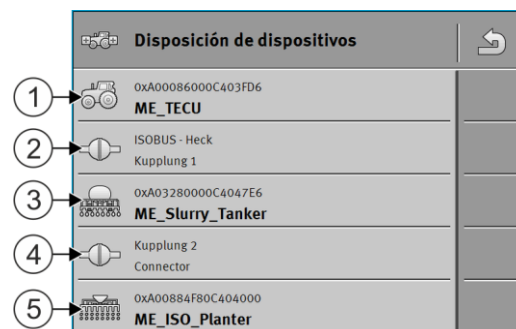 Disposición de dispositivos
1
0xA00086000C403FD6
ME_TECU
2
ISOBUS - Heck
Kupplung 1
3
0xA03280000C4047E6
ME_Slurry_Tanker
4
Kupplung 2
Connector
5
0xA00884F80C404000
ME_ISO_Planter